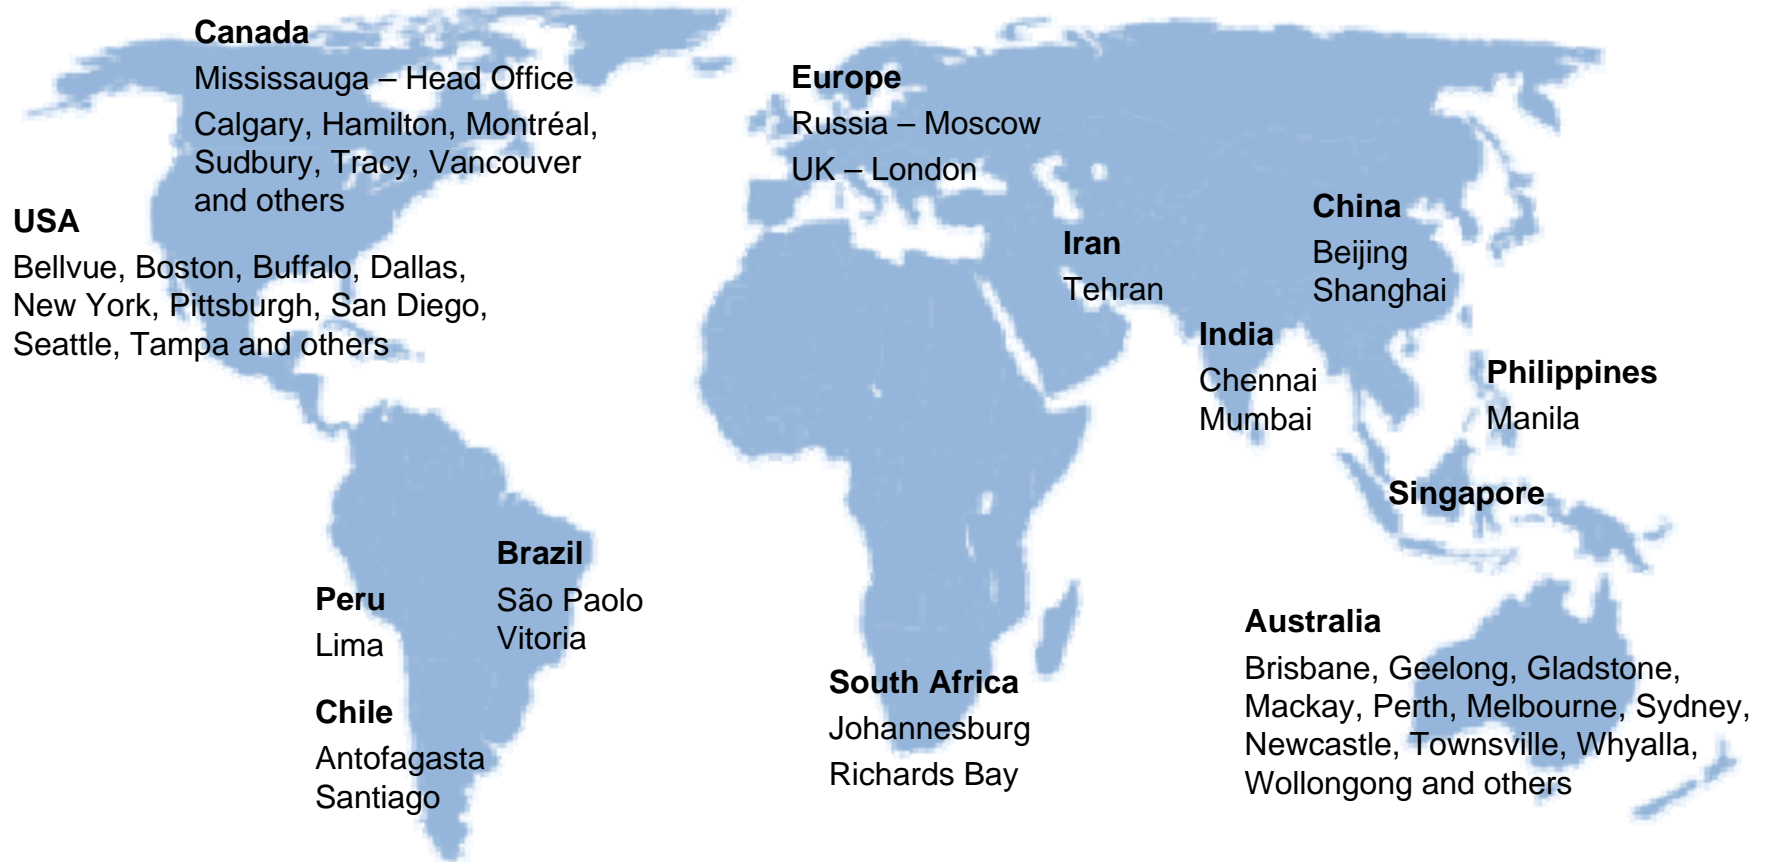 Canada
Mississauga – Head Office
Calgary, Hamilton, Montréal,
Sudbury, Tracy, Vancouver
and others
USA
Bellvue, Boston, Buffalo, Dallas,
New York, Pittsburgh, San Diego,
Seattle, Tampa and others
Europe
Russia – Moscow
UK – London
Iran
Tehran
China
Beijing
Shanghai
India
Chennai
Mumbai
Philippines
Manila
Singapore
Brazil
São Paolo
Vitoria
Peru
Lima
Chile
Antofagasta
Santiago
South Africa
Johannesburg
Richards Bay
Australia
Brisbane, Geelong, Gladstone,
Mackay, Perth, Melbourne, Sydney,
Newcastle, Townsville, Whyalla,
Wollongong and others